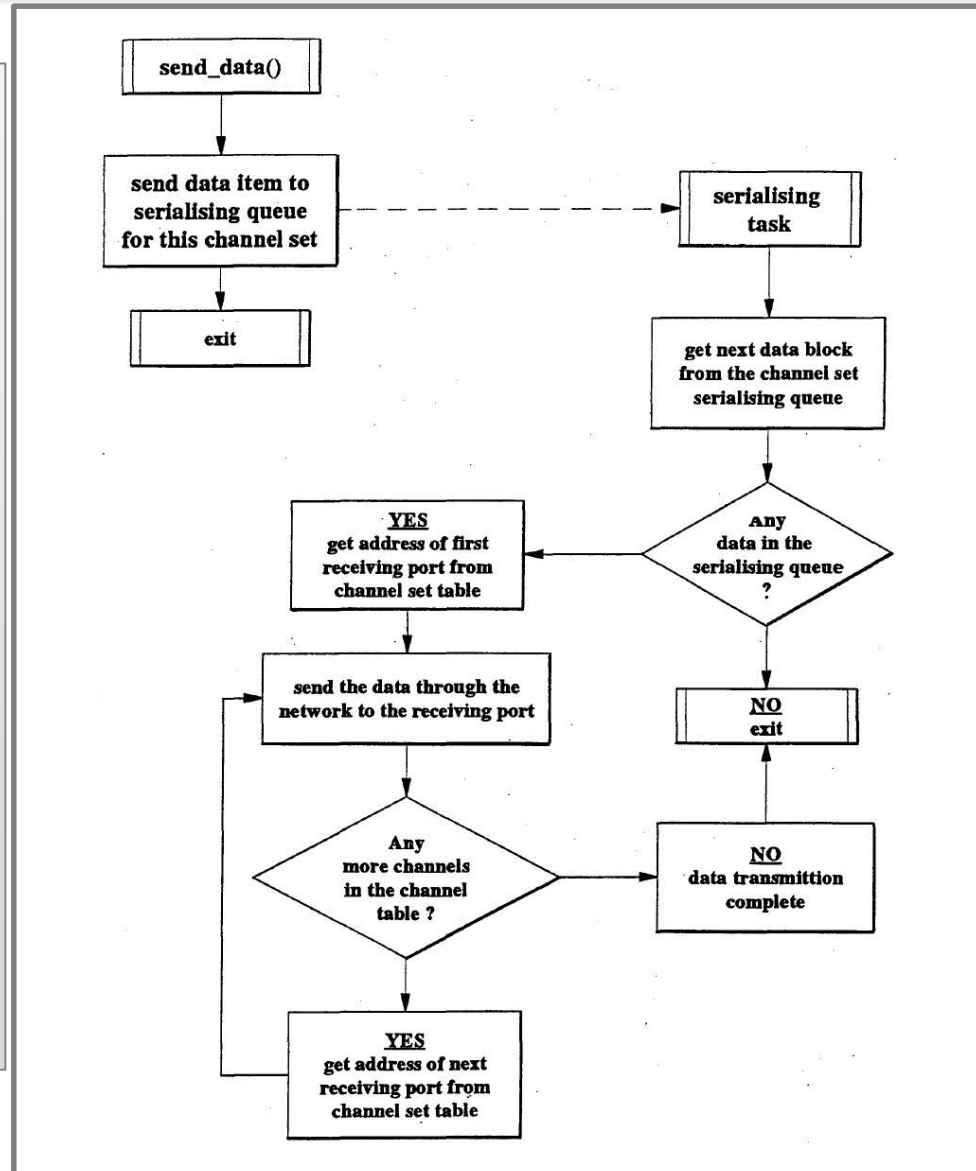 send_data()
send data item to
serialising queue
for this channel set
exit
serialising
task
get next data block
from the channel set
serialising queue
Any
data in the
serialising queue
?
YES
get address of first
receiving port from
channel set table
send the data through the
network to the receiving port
NO
exit
Any
more channels
in the channel
table ?
NO
data transmittion
complete
YES
get address of next
receiving port from
channel set table